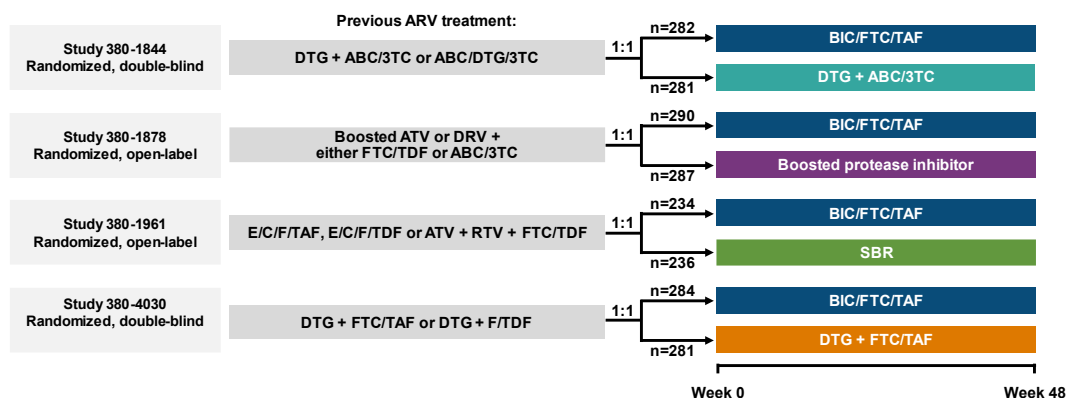 Previous ARV treatment:
Study 380-1844
Randomized, double-blind
DTG + ABC/3TC or ABC/DTG/3TC
1:1
n=282
BIC/FTC/TAF
n=281
DTG + ABC/3TC
Study 380-1878
Randomized, open-label
Boosted ATV or DRV +
either FTC/TDF or ABC/3TC
1:1
n=290
BIC/FTC/TAF
n=287
Boosted protease inhibitor
Study 380-1961
Randomized, open-label
E/C/F/TAF, E/C/F/TDF or ATV + RTV + FTC/TDF
1:1
n=234
BIC/FTC/TAF
n=236
SBR
Study 380-4030
Randomized, double-blind
DTG + FTC/TAF or DTG + F/TDF
1:1
n=284
BIC/FTC/TAF
n=281
DTG + FTC/TAF
Week 0
Week 48